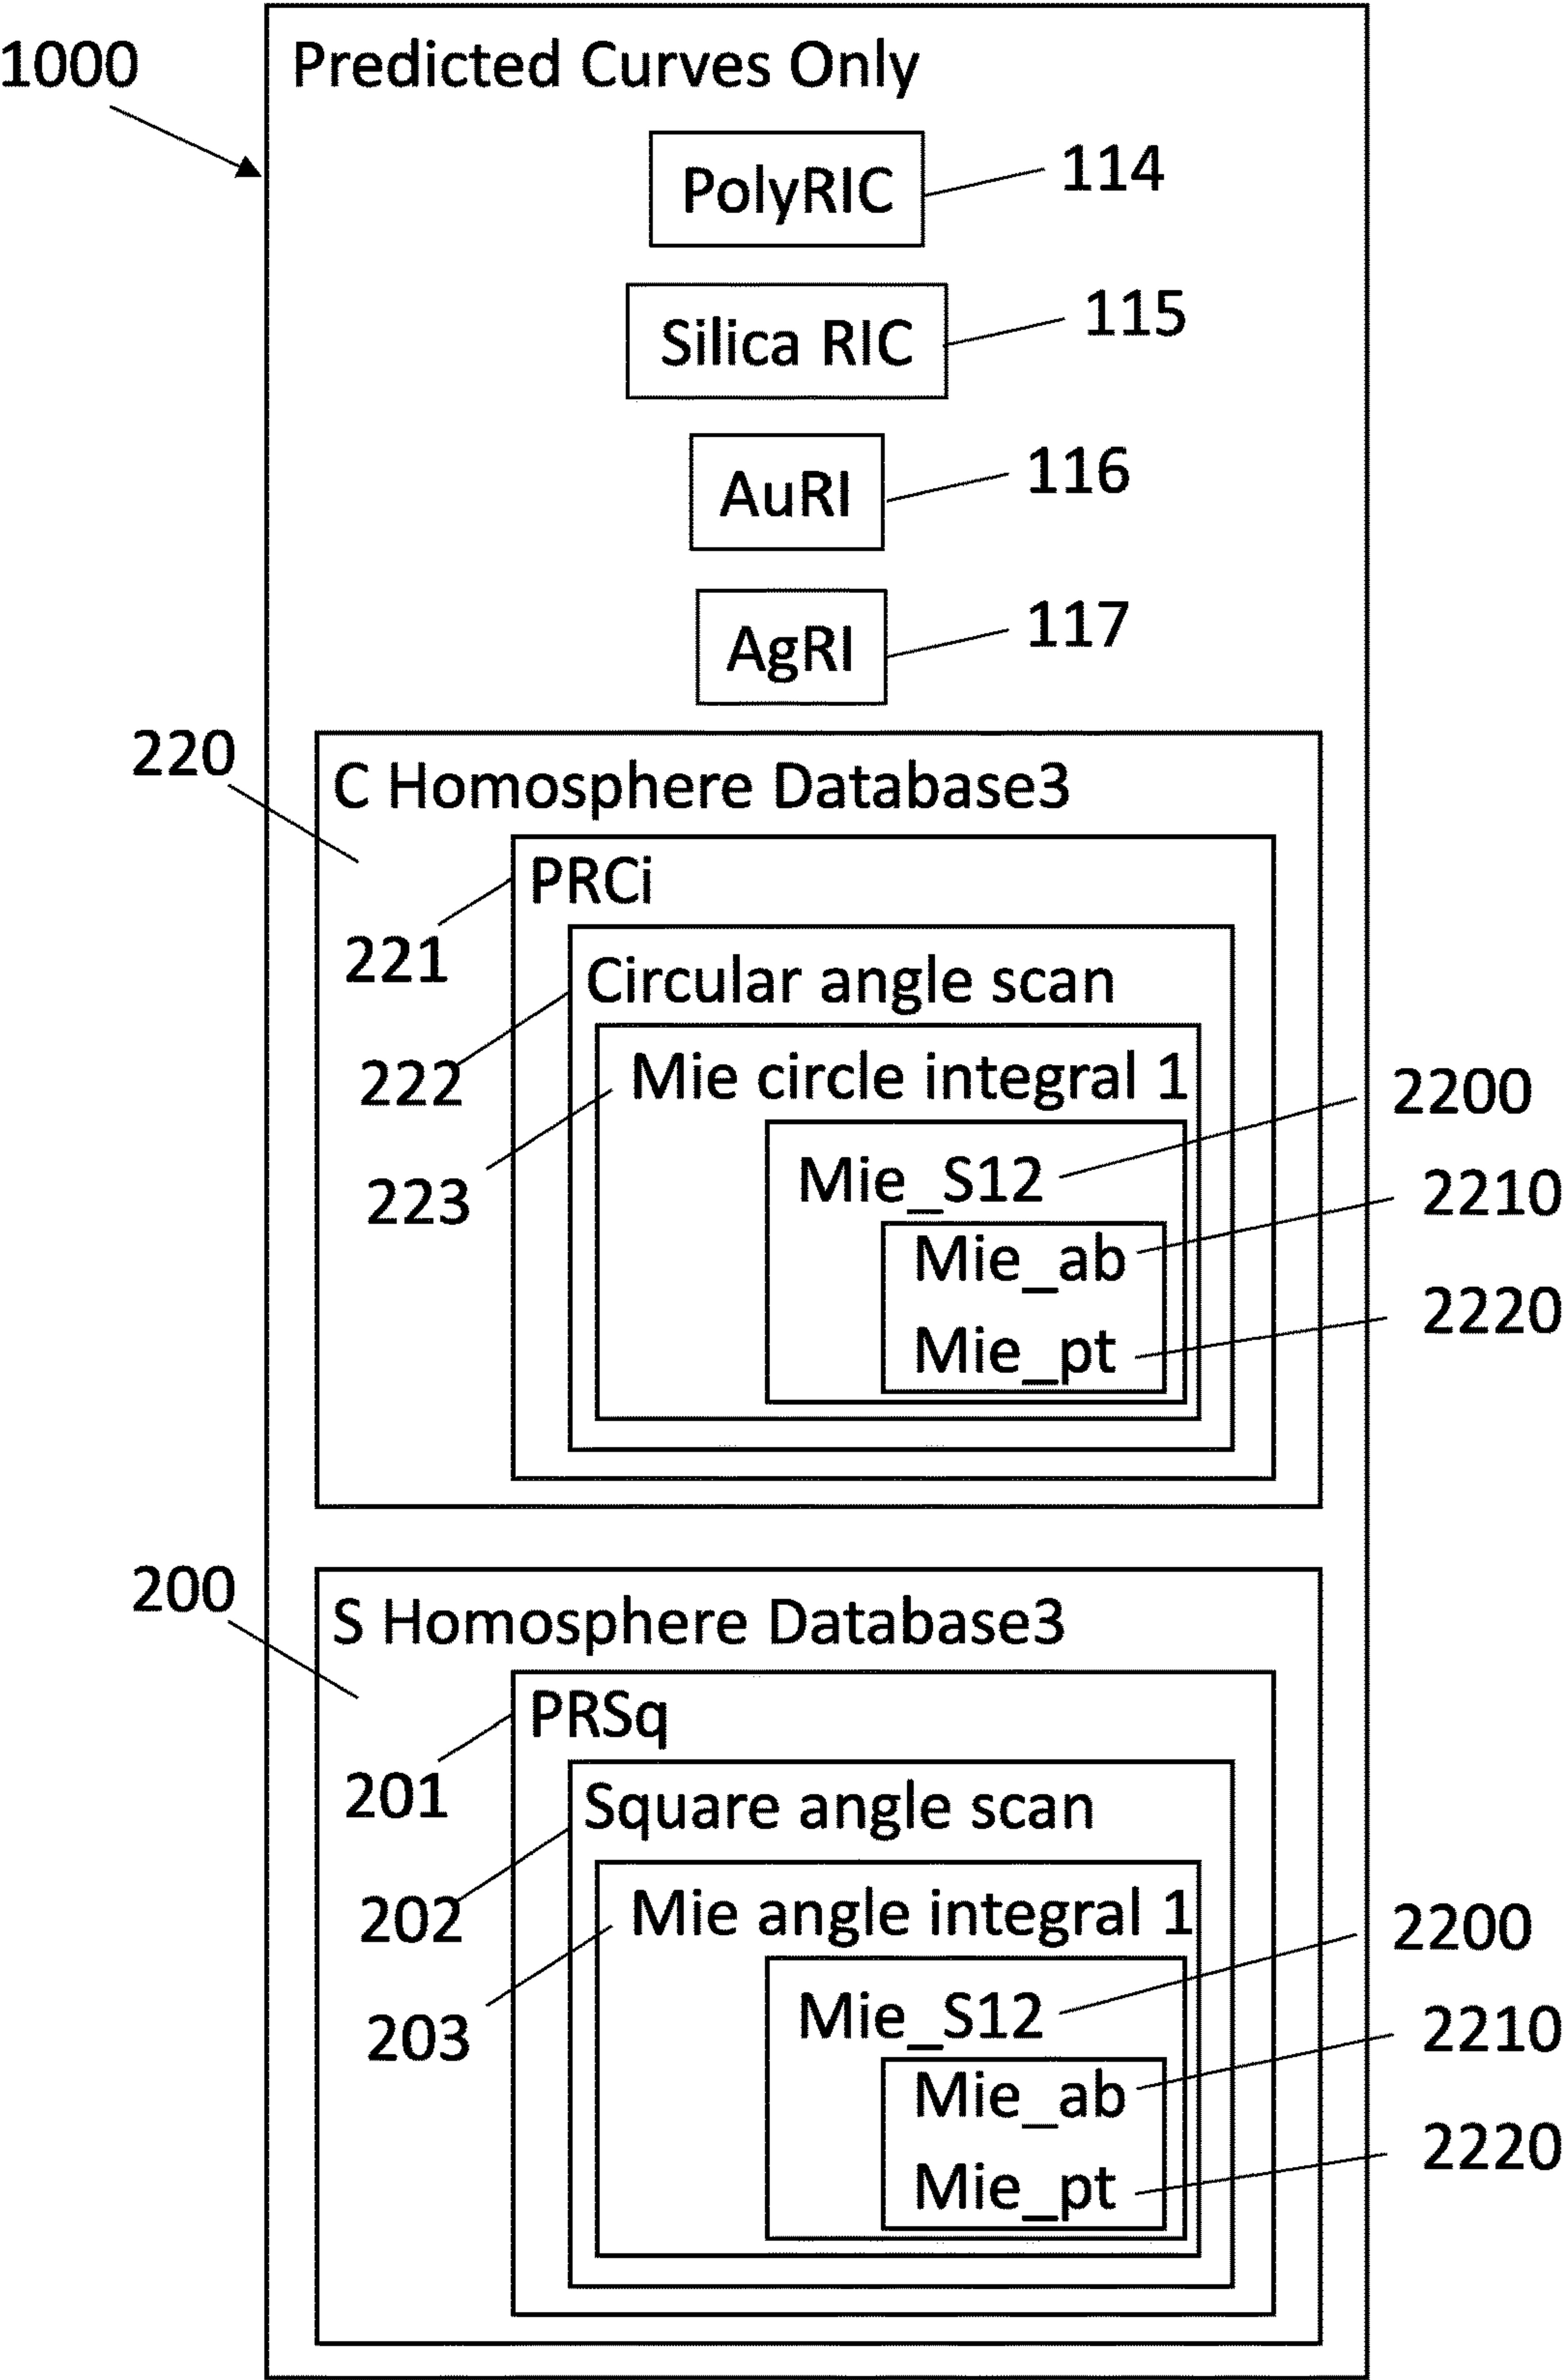 1000
Predicted Curves Only
PolyRIC
114
Silica RIC
115
AuRI
116
AgRI
117
220
C Homosphere Database3
PRCi
221
Circular angle scan
222
Mie circle integral 1
223
Mie_S12
2200
Mie_ab
2210
Mie_pt
2220
200
S Homosphere Database3
PRSq
201
Square angle scan
202
Mie angle integral 1
203
Mie_S12
2200
Mie_ab
2210
Mie_pt
2220